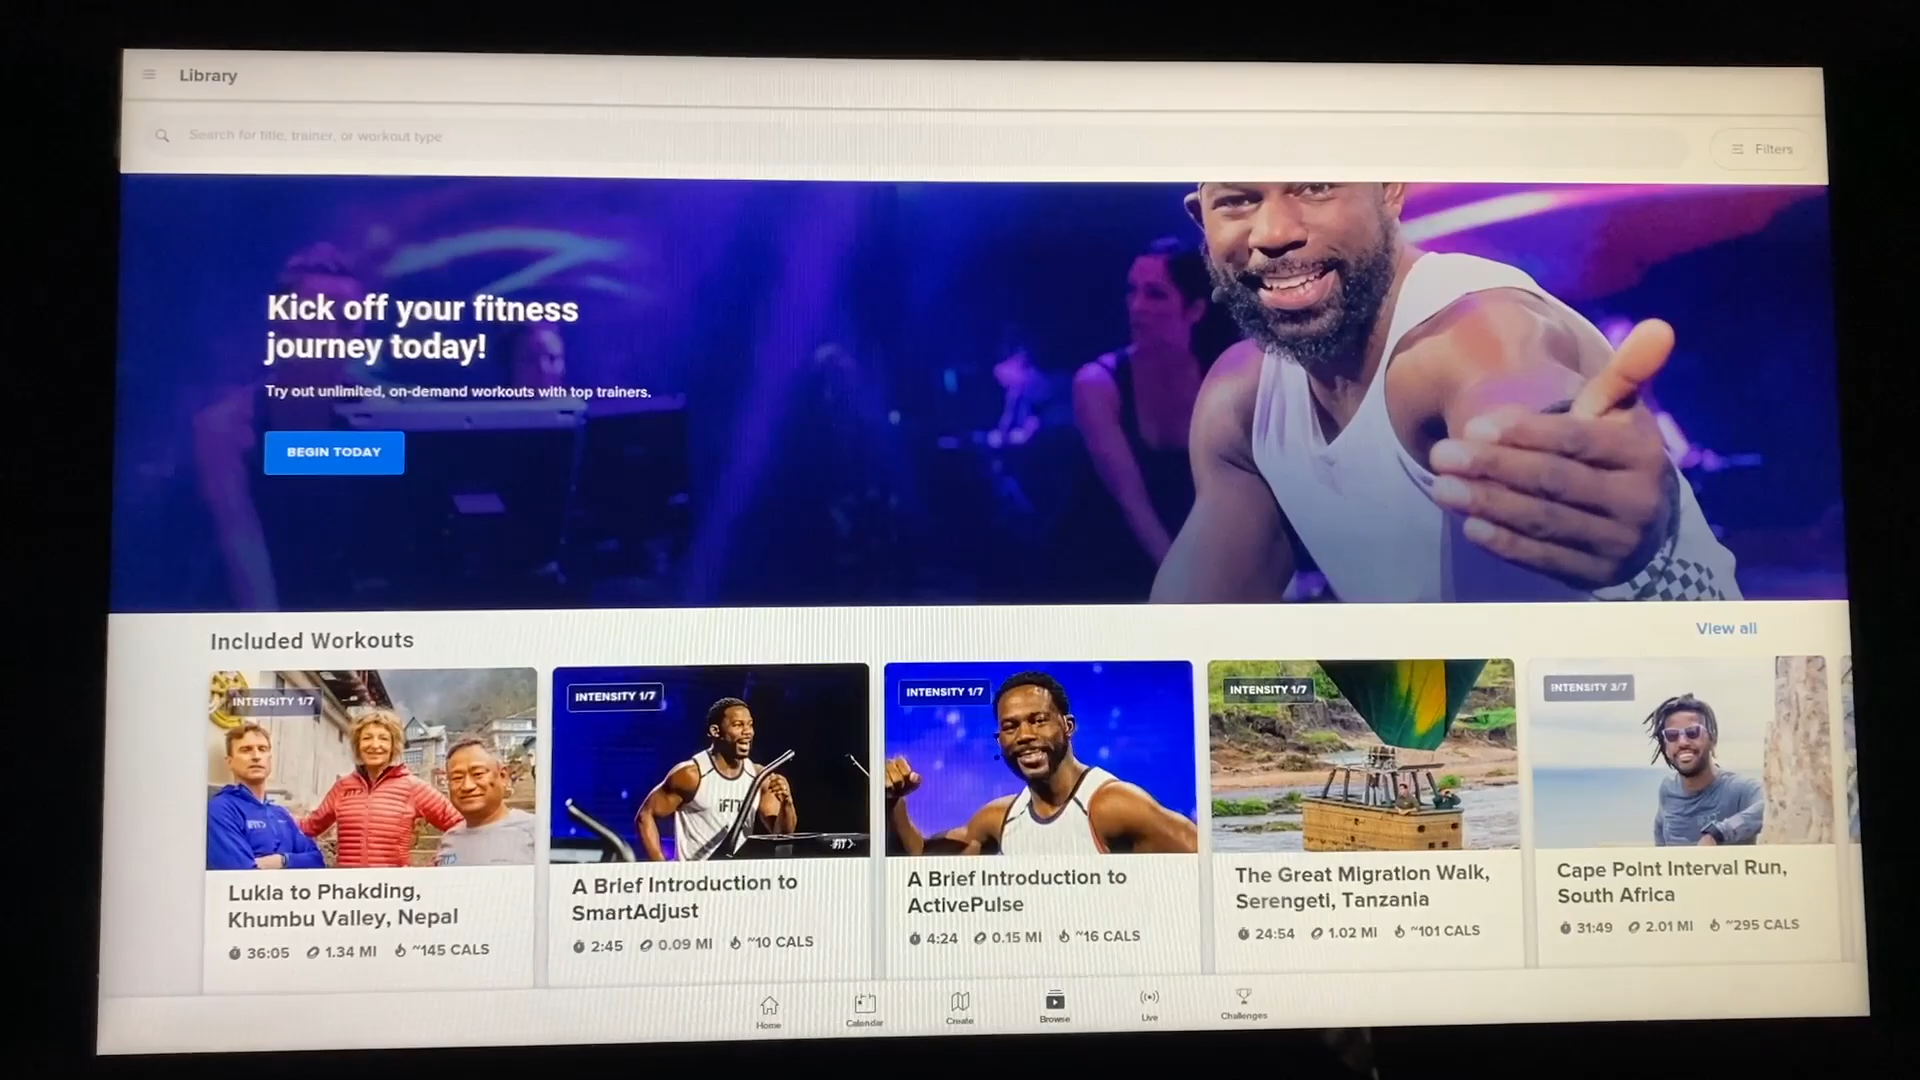 Library
Search for title, trainer, or workout type
Filters
Kick off your fitness
journey today!
Try out unlimited, on-demand workouts with top trainers.
BEGIN TODAY
Included Workouts
View all
INTENSITY 1/7
Lukla to Phakding,
Khumbu Valley, Nepal
36:05 1.34 MI ~145 CALS
INTENSITY 1/7
iFIT
iFIT
A Brief Introduction to
SmartAdjust
2:45 0.09 MI ~10 CALS
INTENSITY 1/7
A Brief Introduction to
ActivePulse
4:24 0.15 MI ~16 CALS
INTENSITY 1/7
The Great Migration Walk,
Serengeti, Tanzania
24:54 1.02 MI ~101 CALS
INTENSITY 3/7
Cape Point Interval Run,
South Africa
31:49 2.01 MI ~295 CALS
Home
Calendar
Create
Browse
Live
Challenges